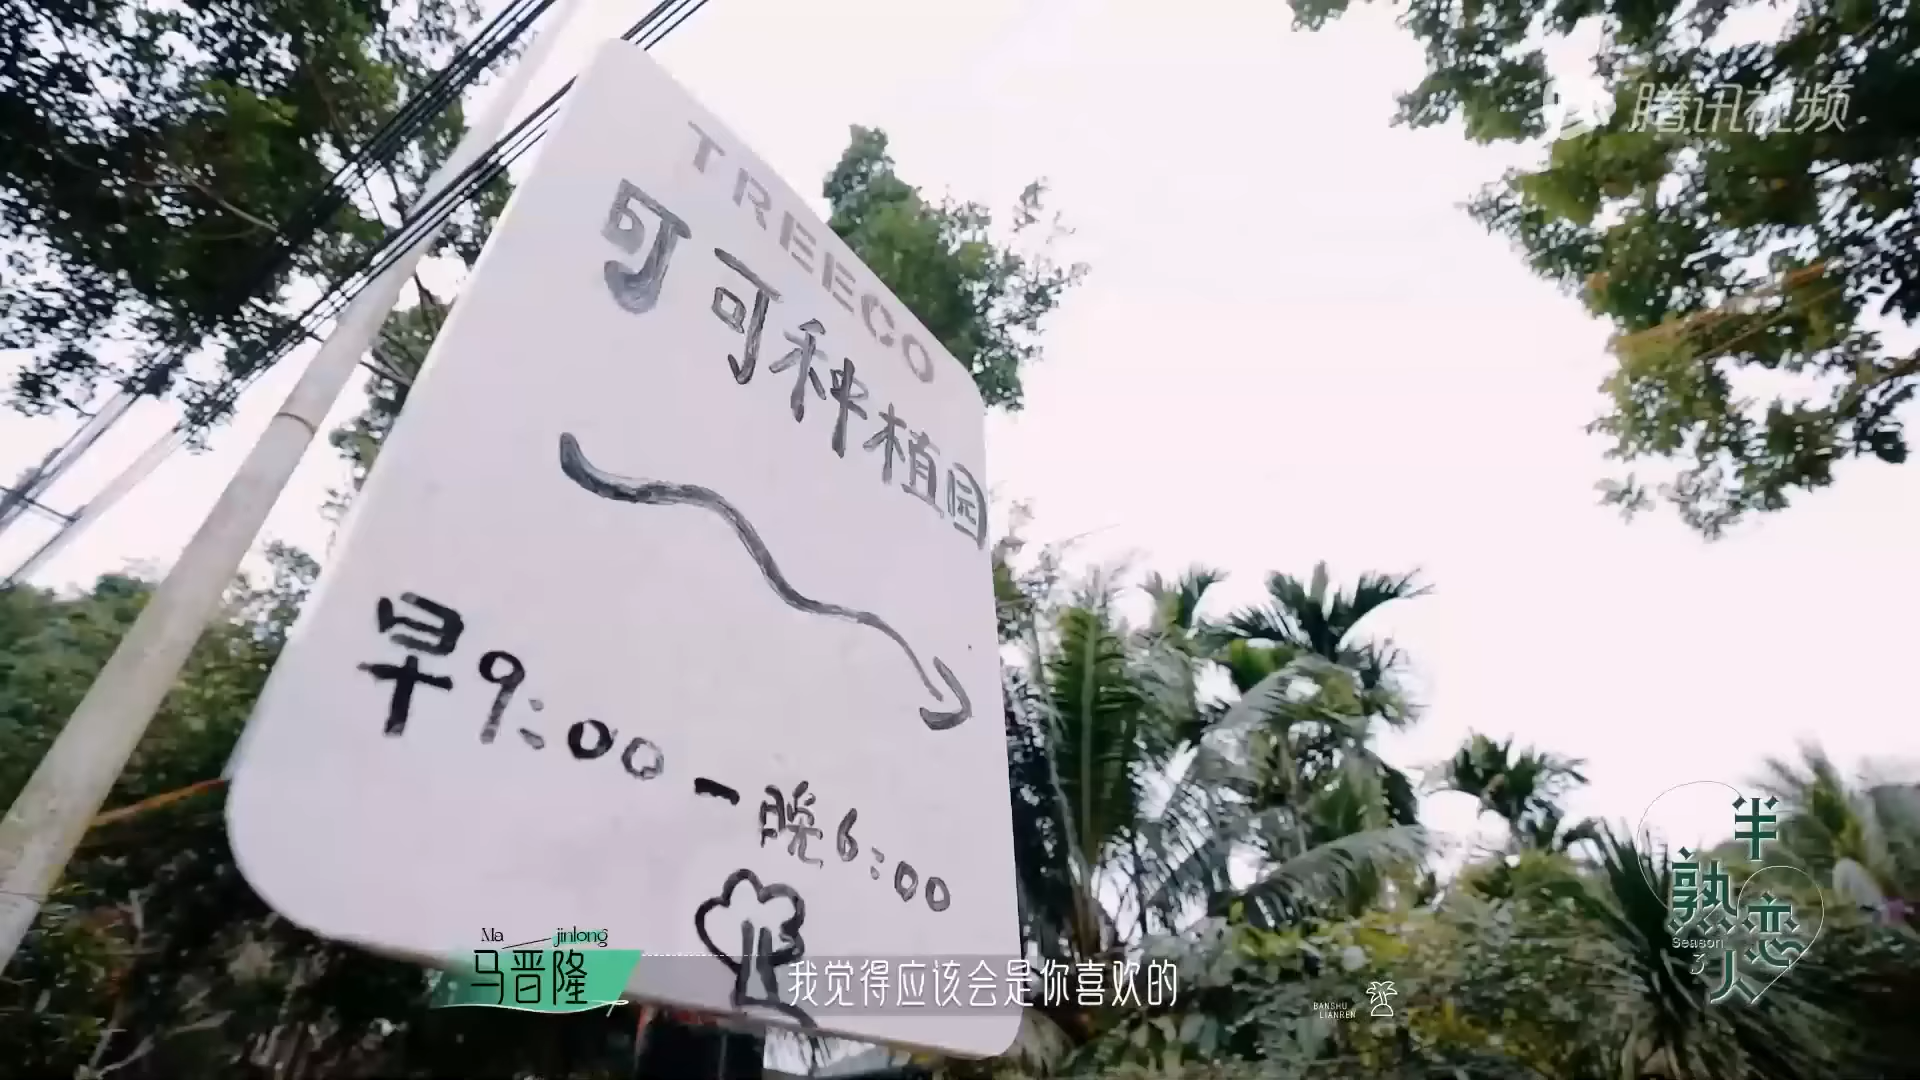 腾讯视频
TREECO
可可种植园
早9:00-晚6:00
Ma jinlong
马晋隆
我觉得应该会是你喜欢的
BANSHU
LIANREN
半熟恋人
Season 3